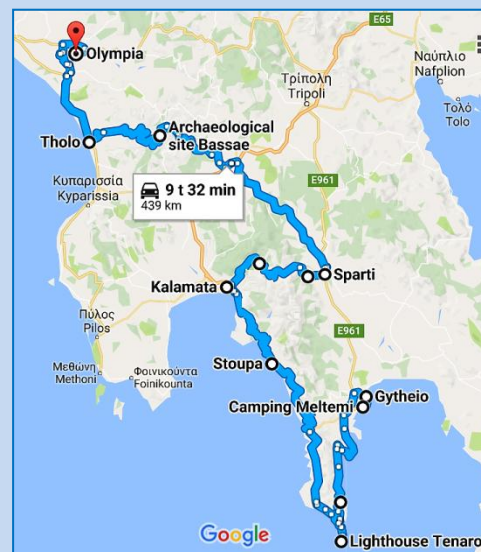 E65
Olympia
Ναύπλιο
Nafplion
Τρίπολη
Tripoli
Τολό
Tolo
Archaeological
site Bassae
Tholo
Κυπαρισσία
Kyparissia
9 t 32 min
439 km
E961
Sparti
Kalamata
Πύλος
Pilos
E961
Stoupa
Μεθώνη
Methoni
Φοινικούντα
Foinikounta
Gytheio
Camping Meltemi
Google
Lighthouse Tenaro